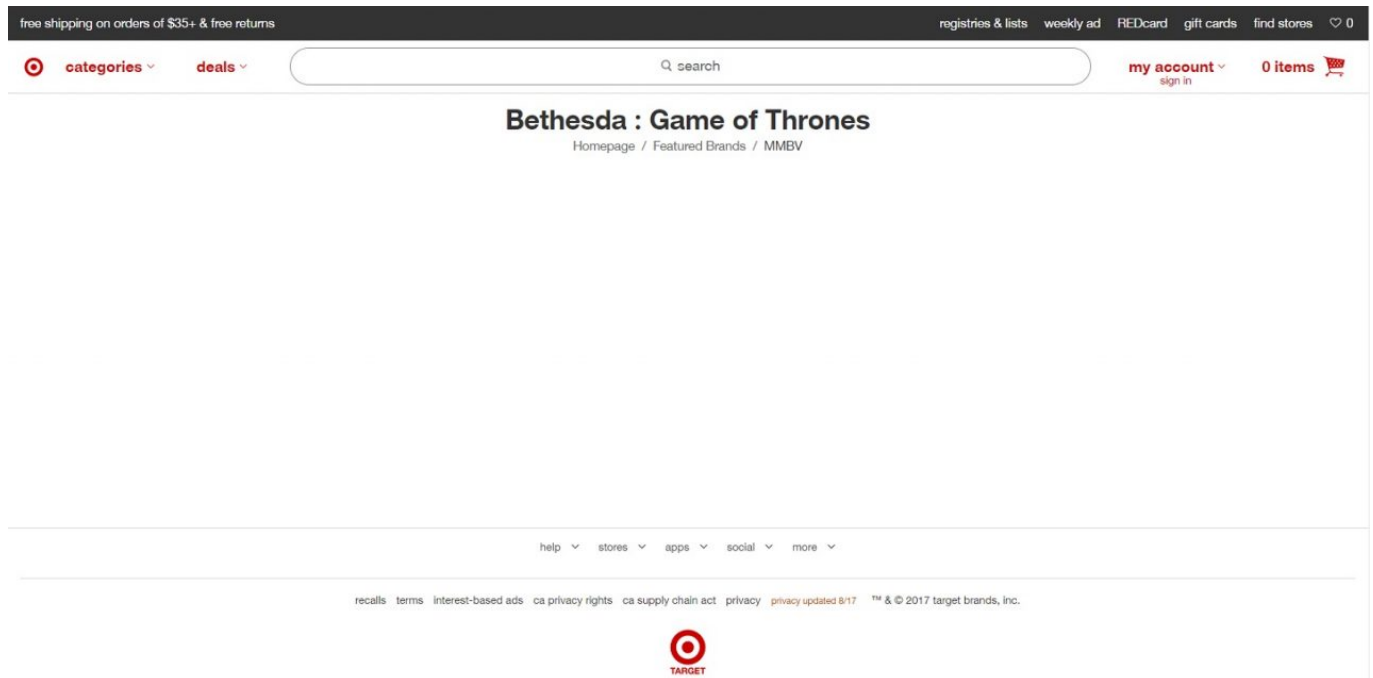 free shipping on orders of $35+ & free returns registries & lists weekly ad REDcard gift cards find stores 0
categories deals search my account 0 items
sign in
Bethesda : Game of Thrones
Homepage / Featured Brands / MMBV
help stores apps social more
recalls terms interest-based ads ca privacy rights ca supply chain act privacy privacy updated 8/17 ™ & © 2017 target brands, inc.
TARGET